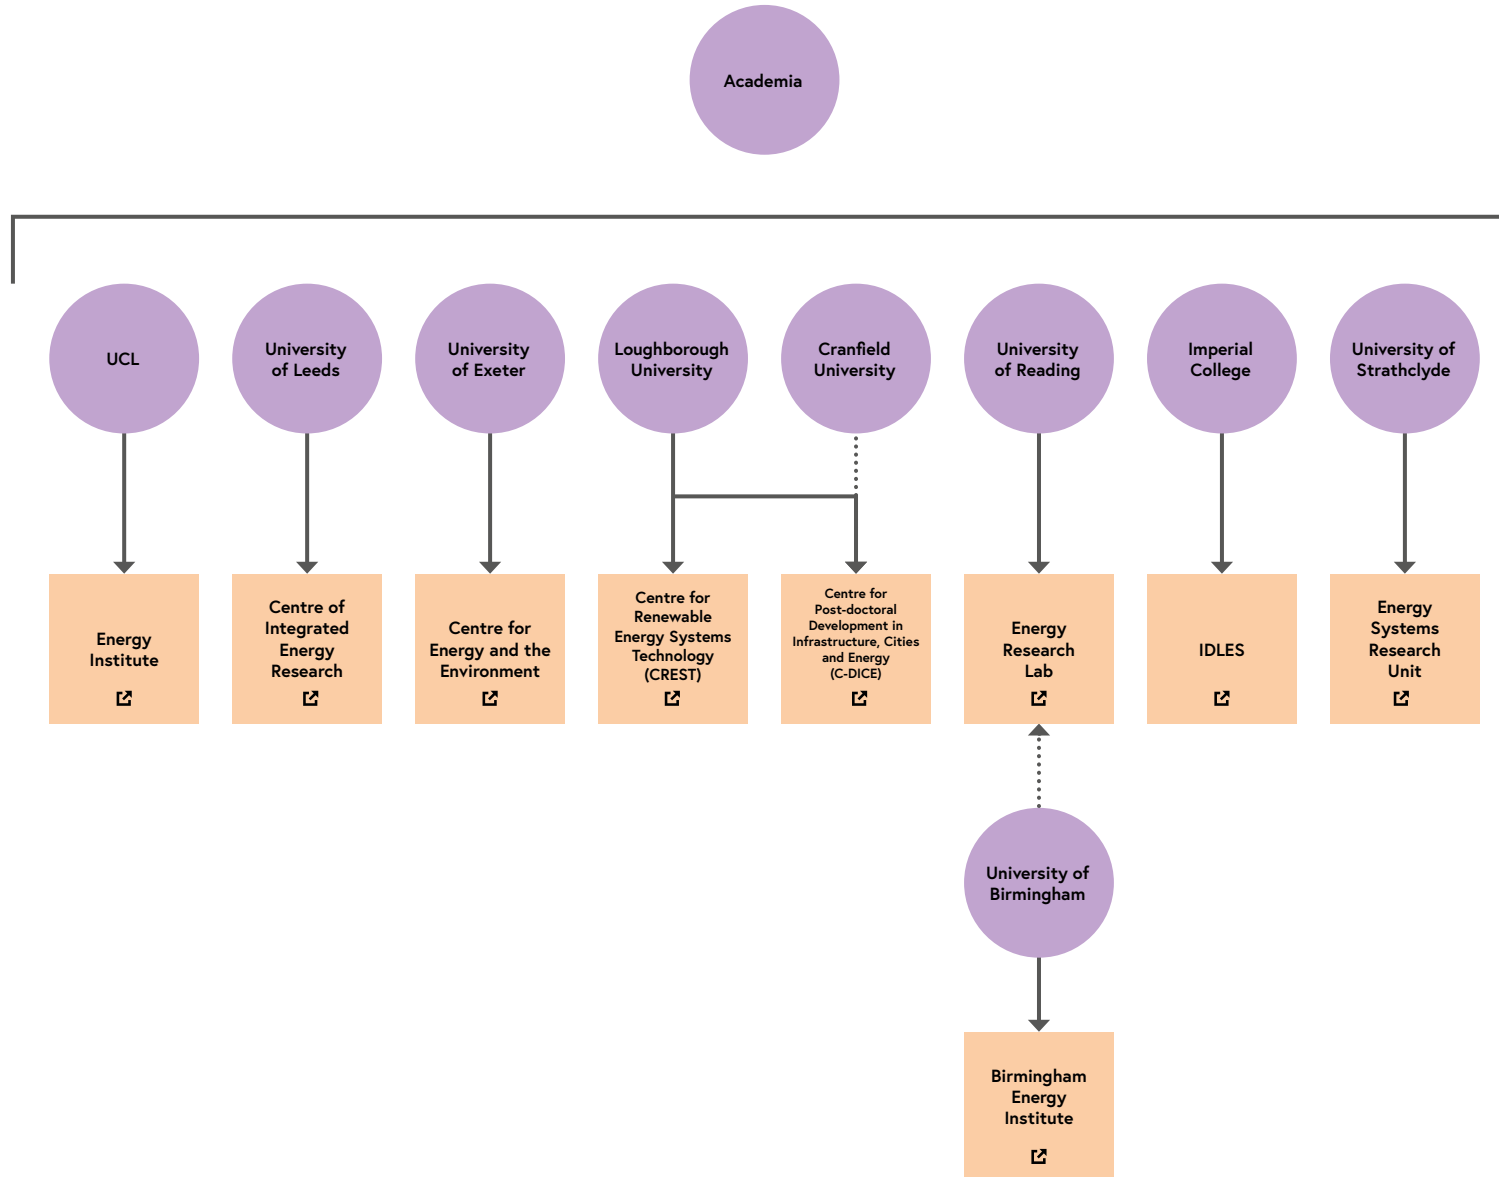 Academia
UCL
University
of Leeds
University
of Exeter
Loughborough
University
Cranfield
University
University
of Reading
Imperial
College
University of
Strathclyde
Energy
Institute
Centre of
Integrated
Energy
Research
Centre for
Energy and the
Environment
Centre for
Renewable
Energy Systems
Technology
(CREST)
Centre for
Post-doctoral
Development in
Infrastructure, Cities
and Energy
(C-DICE)
Energy
Research
Lab
IDLES
Energy
Systems
Research
Unit
University of
Birmingham
Birmingham
Energy
Institute